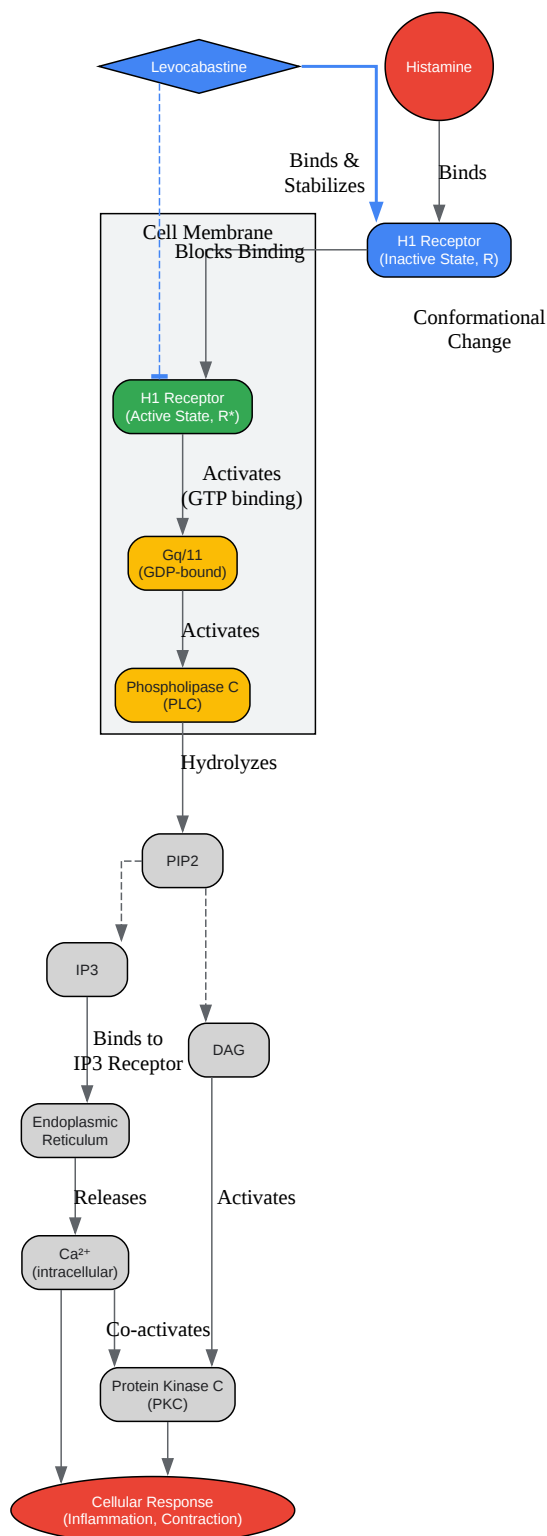 Levocabastine
Histamine
Binds &
Stabilizes
Binds
Cell Membrane
Blocks Binding
H1 Receptor
(Inactive State, R)
Conformational
Change
H1 Receptor
(Active State, R*)
Activates
(GTP binding)
Gq/11
(GDP-bound)
Activates
Phospholipase C
(PLC)
Hydrolyzes
PIP2
IP3
Binds to
IP3 Receptor
DAG
Endoplasmic
Reticulum
Releases
Activates
Ca²⁺
(intracellular)
Co-activates
Protein Kinase C
(PKC)
Cellular Response
(Inflammation, Contraction)